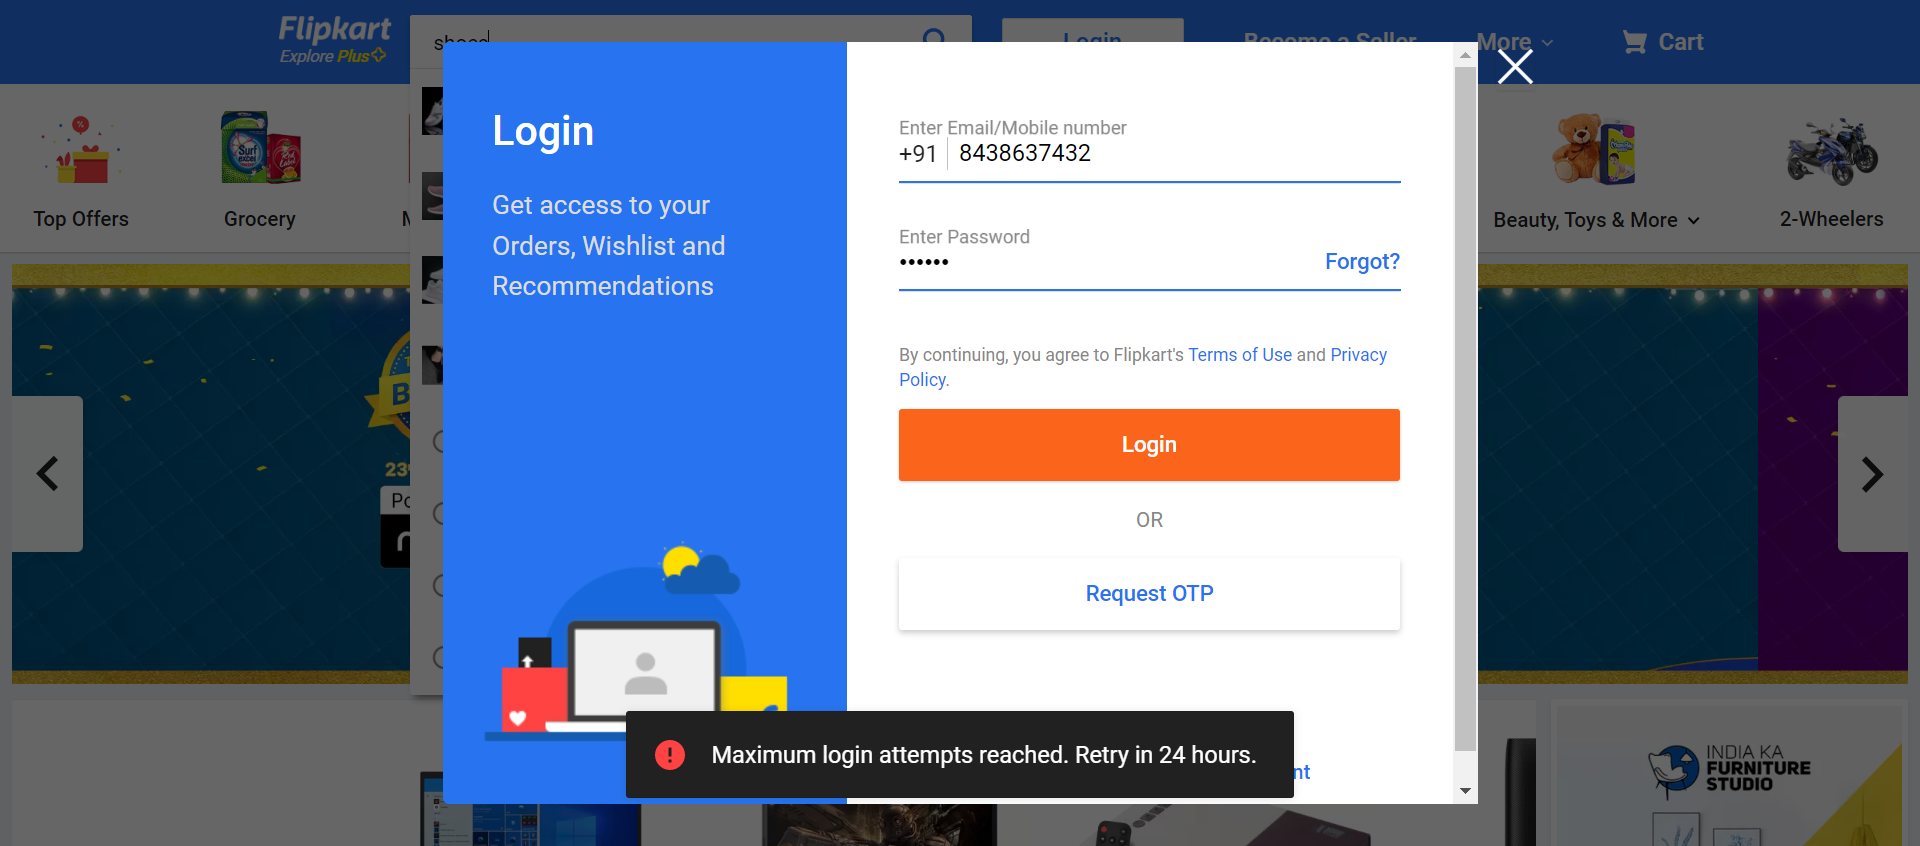 Flipkart
Explore Plus
Login
Become a Seller
More
Cart
Top Offers
Grocery
Beauty, Toys & More
2-Wheelers
Login
Get access to your
Orders, Wishlist and
Recommendations
Enter Email/Mobile number
+91 8438637432
Enter Password
Forgot?
By continuing, you agree to Flipkart's Terms of Use and Privacy
Policy.
Login
OR
Request OTP
Maximum login attempts reached. Retry in 24 hours.
INDIA KA
FURNITURE
STUDIO